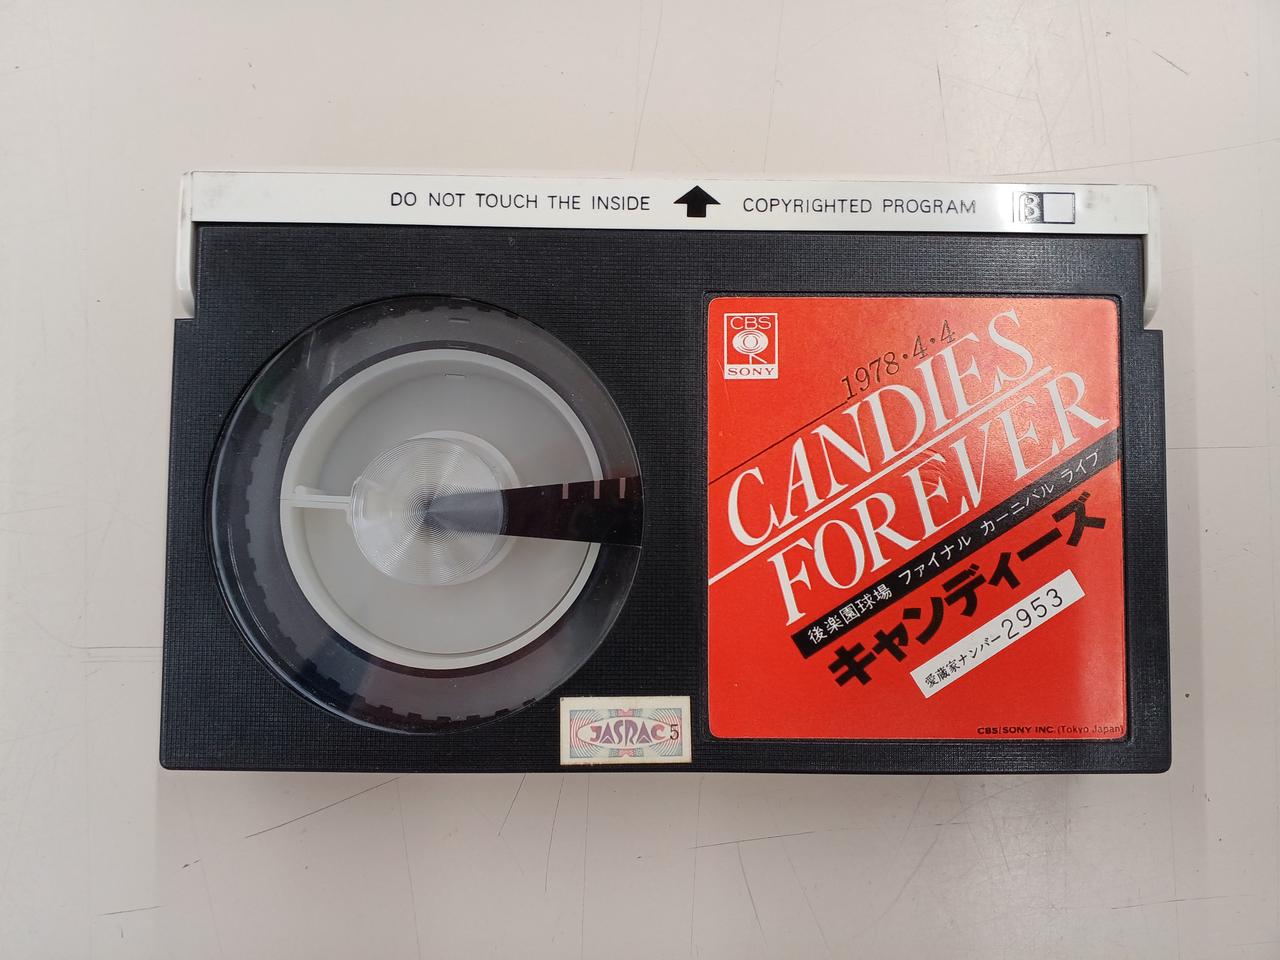 DO NOT TOUCH THE INSIDE
COPYRIGHTED PROGRAM
β
CBS
SONY
1978・4・4
CANDIES
FOREVER
後楽園球場 ファイナル カーニバル ライブ
キャンディーズ
愛蔵家ナンバー2953
JASRAC 5
CBS/SONY INC. (Tokyo Japan)